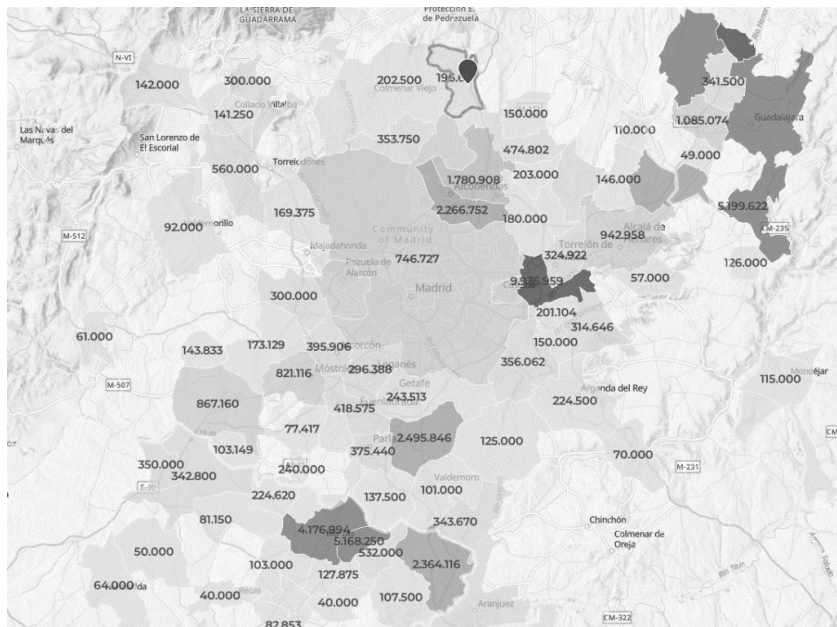 LA SIERRA DE
GUADARRAMA
Protección E.
de Pedrezuela
N-VI
142.000
300.000
Collado Villalba
141.250
202.500
Colmenar Viejo
150.000
341.500
1.085.074
Guadalajara
Las Navas del
Marqués
San Lorenzo de
El Escorial
110.000
353.750
474.802
49.000
Torrelodones
560.000
203.000
146.000
1.780.908
Alcobendas
2.266.752
5.199.622
169.375
180.000
92.000
M-512
Community
of Madrid
Alcalá de
Henares
942.958
CM-235
Majadahonda
Torrejón de
324.922
746.727
Pozuelo de
Alarcón
126.000
57.000
Madrid
300.000
201.104
314.646
61.000
143.833
173.129
395.906
150.000
356.062
Móstoles
821.116
Leganés
296.388
Getafe
115.000
M-507
Arganda del Rey
867.160
243.513
224.500
Fuenlabrada
418.575
77.417
Parla
2.495.846
103.149
375.440
125.000
70.000
CM
350.000
342.800
240.000
M-231
Valdemoro
101.000
224.620
137.500
81.150
343.670
4.176.994
5.168.250
Chinchón
50.000
532.000
2.364.116
Colmenar de
Oreja
103.000
127.875
64.000
40.000
40.000
107.500
Aranjuez
Río Tajo
82.853
CM-322